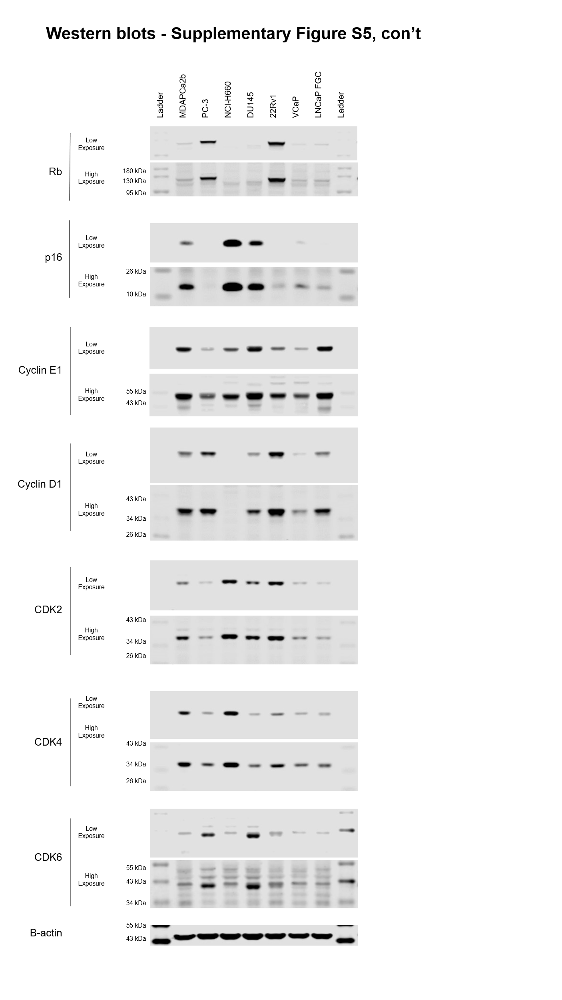 Western blots - Supplementary Figure S5, con’t
Ladder
MDAPCa2b
PC-3
NCI-H660
DU145
22Rv1
VCaP
LNCaP FGC
Ladder
Rb
Low
Exposure
High
Exposure
180 kDa
130 kDa
95 kDa
p16
Low
Exposure
High
Exposure
26 kDa
10 kDa
Cyclin E1
Low
Exposure
High
Exposure
55 kDa
43 kDa
Cyclin D1
Low
Exposure
High
Exposure
43 kDa
34 kDa
26 kDa
CDK2
Low
Exposure
High
Exposure
43 kDa
34 kDa
26 kDa
CDK4
Low
Exposure
High
Exposure
43 kDa
34 kDa
26 kDa
CDK6
Low
Exposure
High
Exposure
55 kDa
43 kDa
34 kDa
B-actin
55 kDa
43 kDa